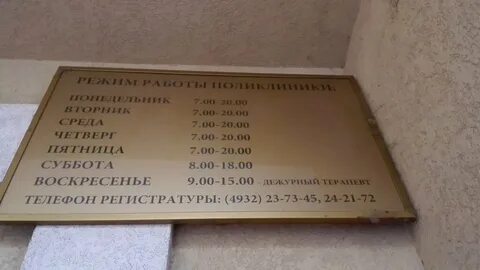 РЕЖИМ РАБОТЫ ПОЛИКЛИНИКИ:
ПОНЕДЕЛЬНИК 7.00-20.00
ВТОРНИК 7.00-20.00
СРЕДА 7.00-20.00
ЧЕТВЕРГ 7.00-20.00
ПЯТНИЦА 7.00-20.00
СУББОТА 8.00-18.00
ВОСКРЕСЕНЬЕ 9.00-15.00 - ДЕЖУРНЫЙ ТЕРАПЕВТ
ТЕЛЕФОН РЕГИСТРАТУРЫ: (4932) 23-73-45, 24-21-72